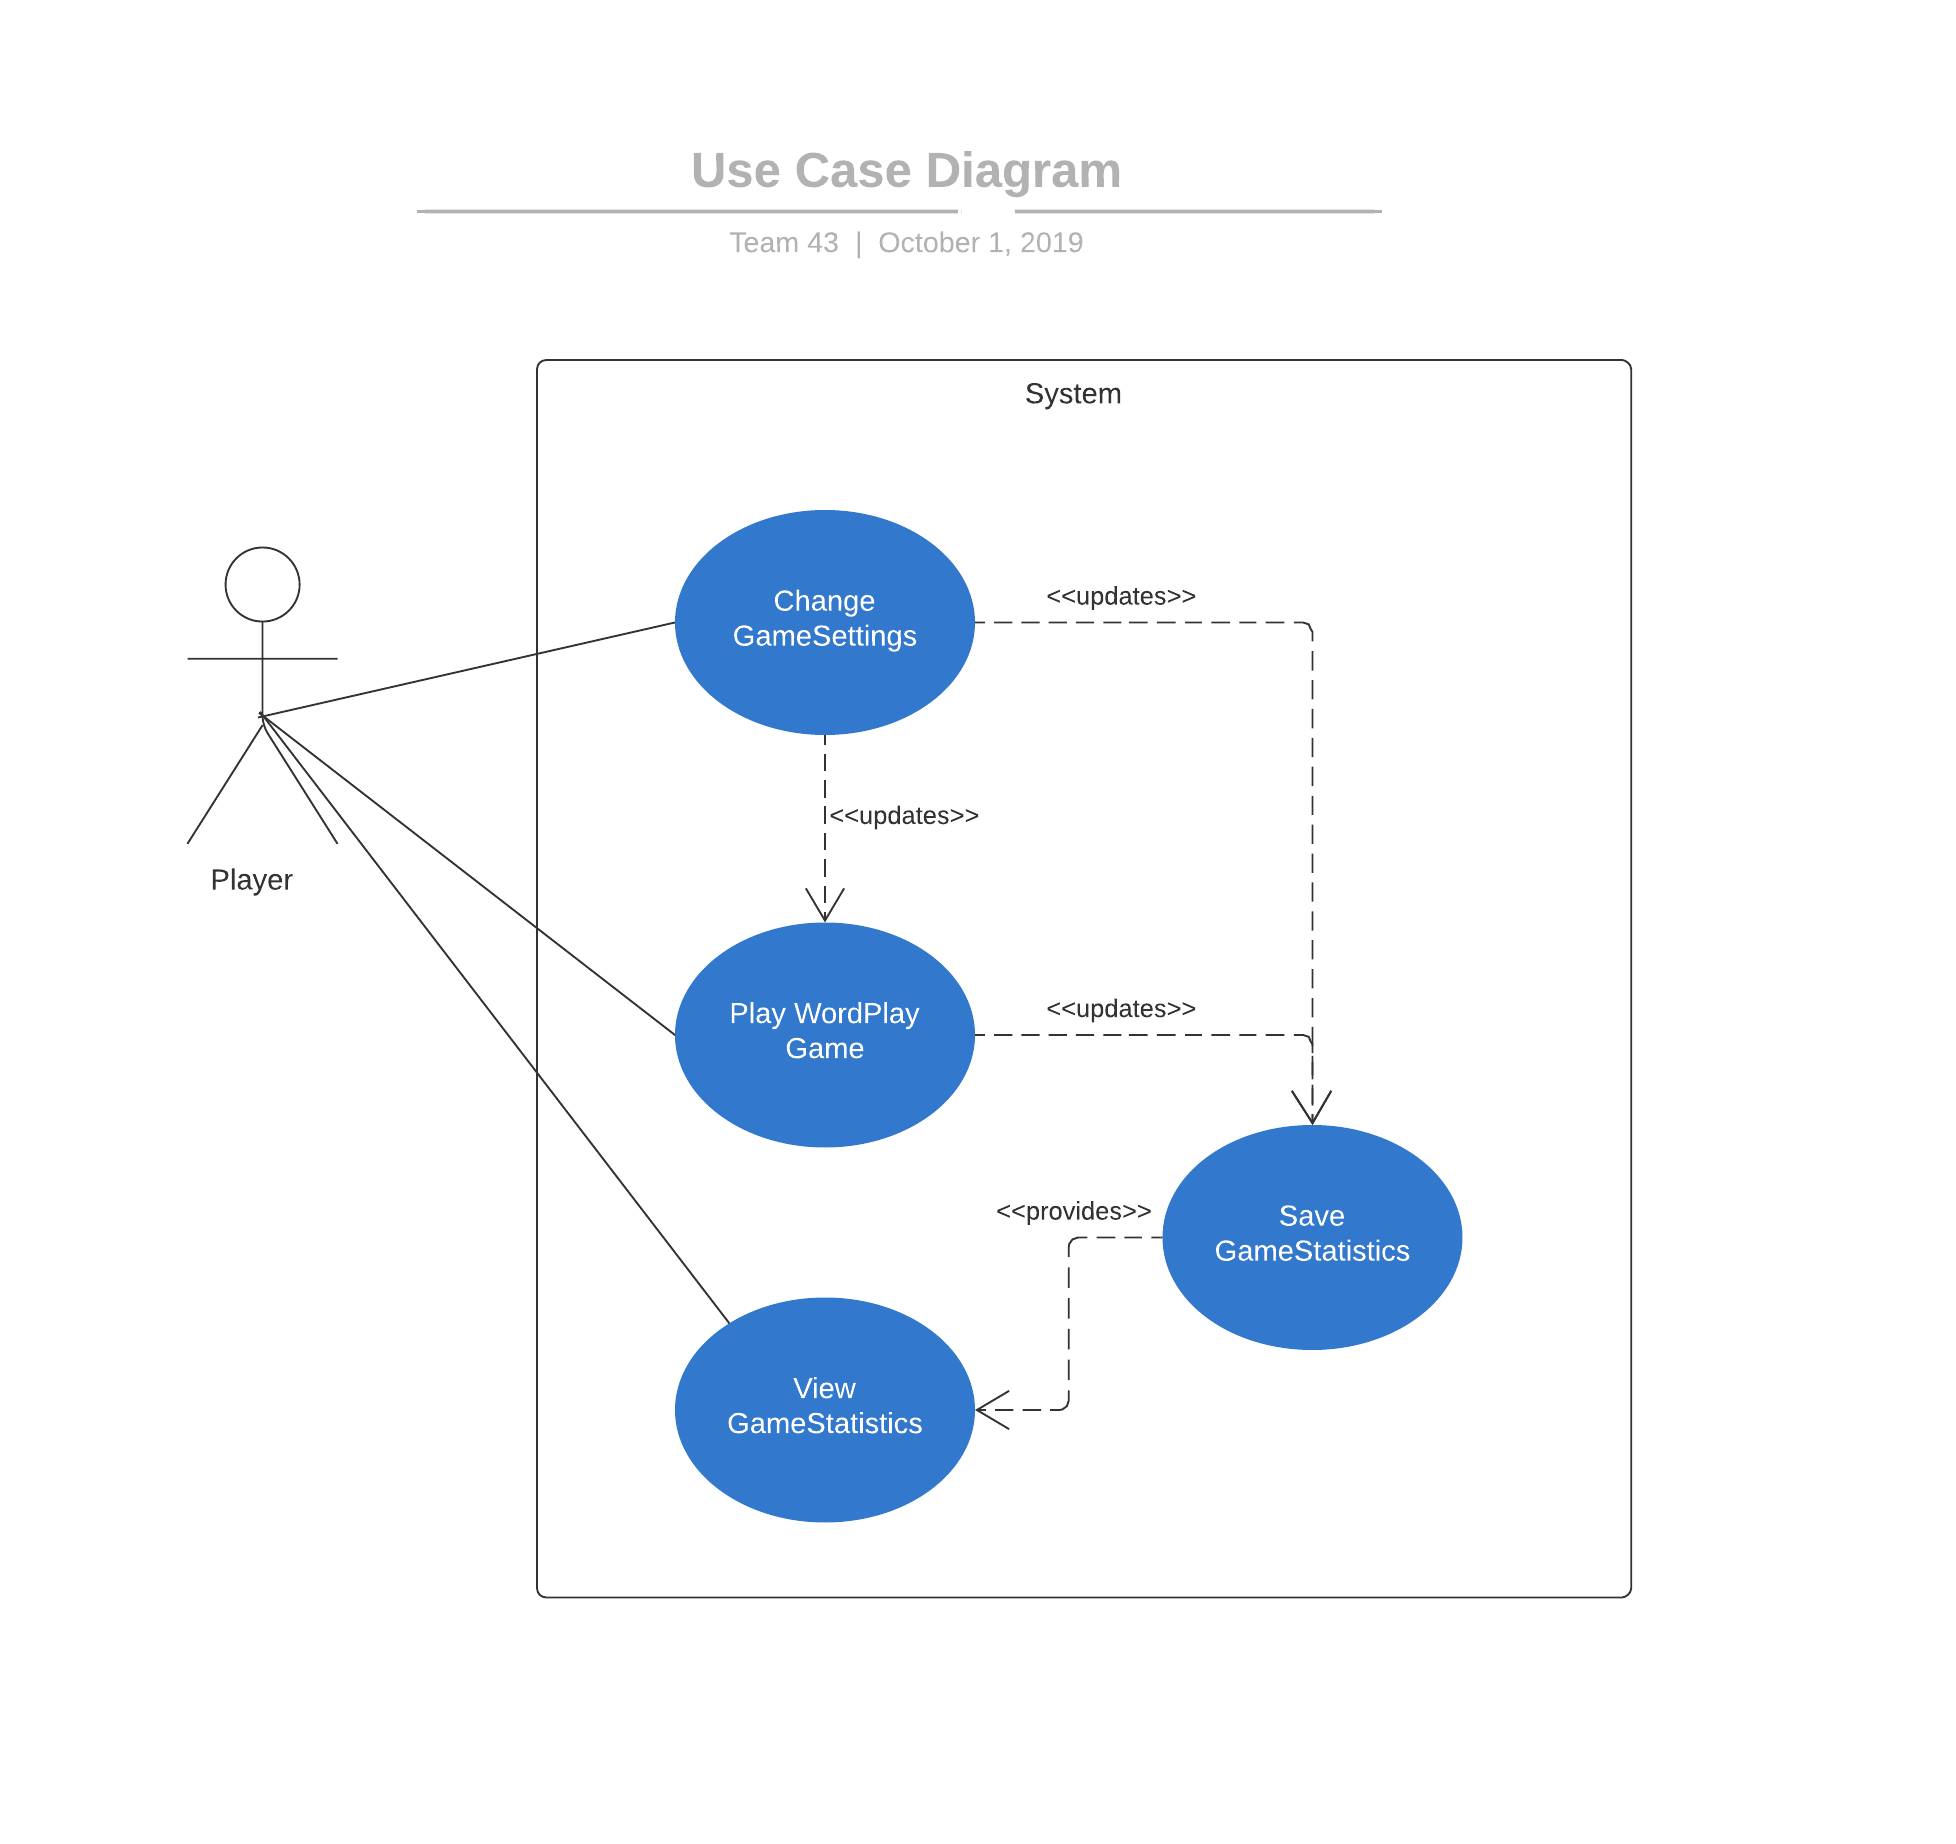 Use Case Diagram
Team 43 | October 1, 2019
System
Change
GameSettings
<<updates>>
<<updates>>
Player
Play WordPlay
Game
<<updates>>
<<provides>>
Save
GameStatistics
View
GameStatistics